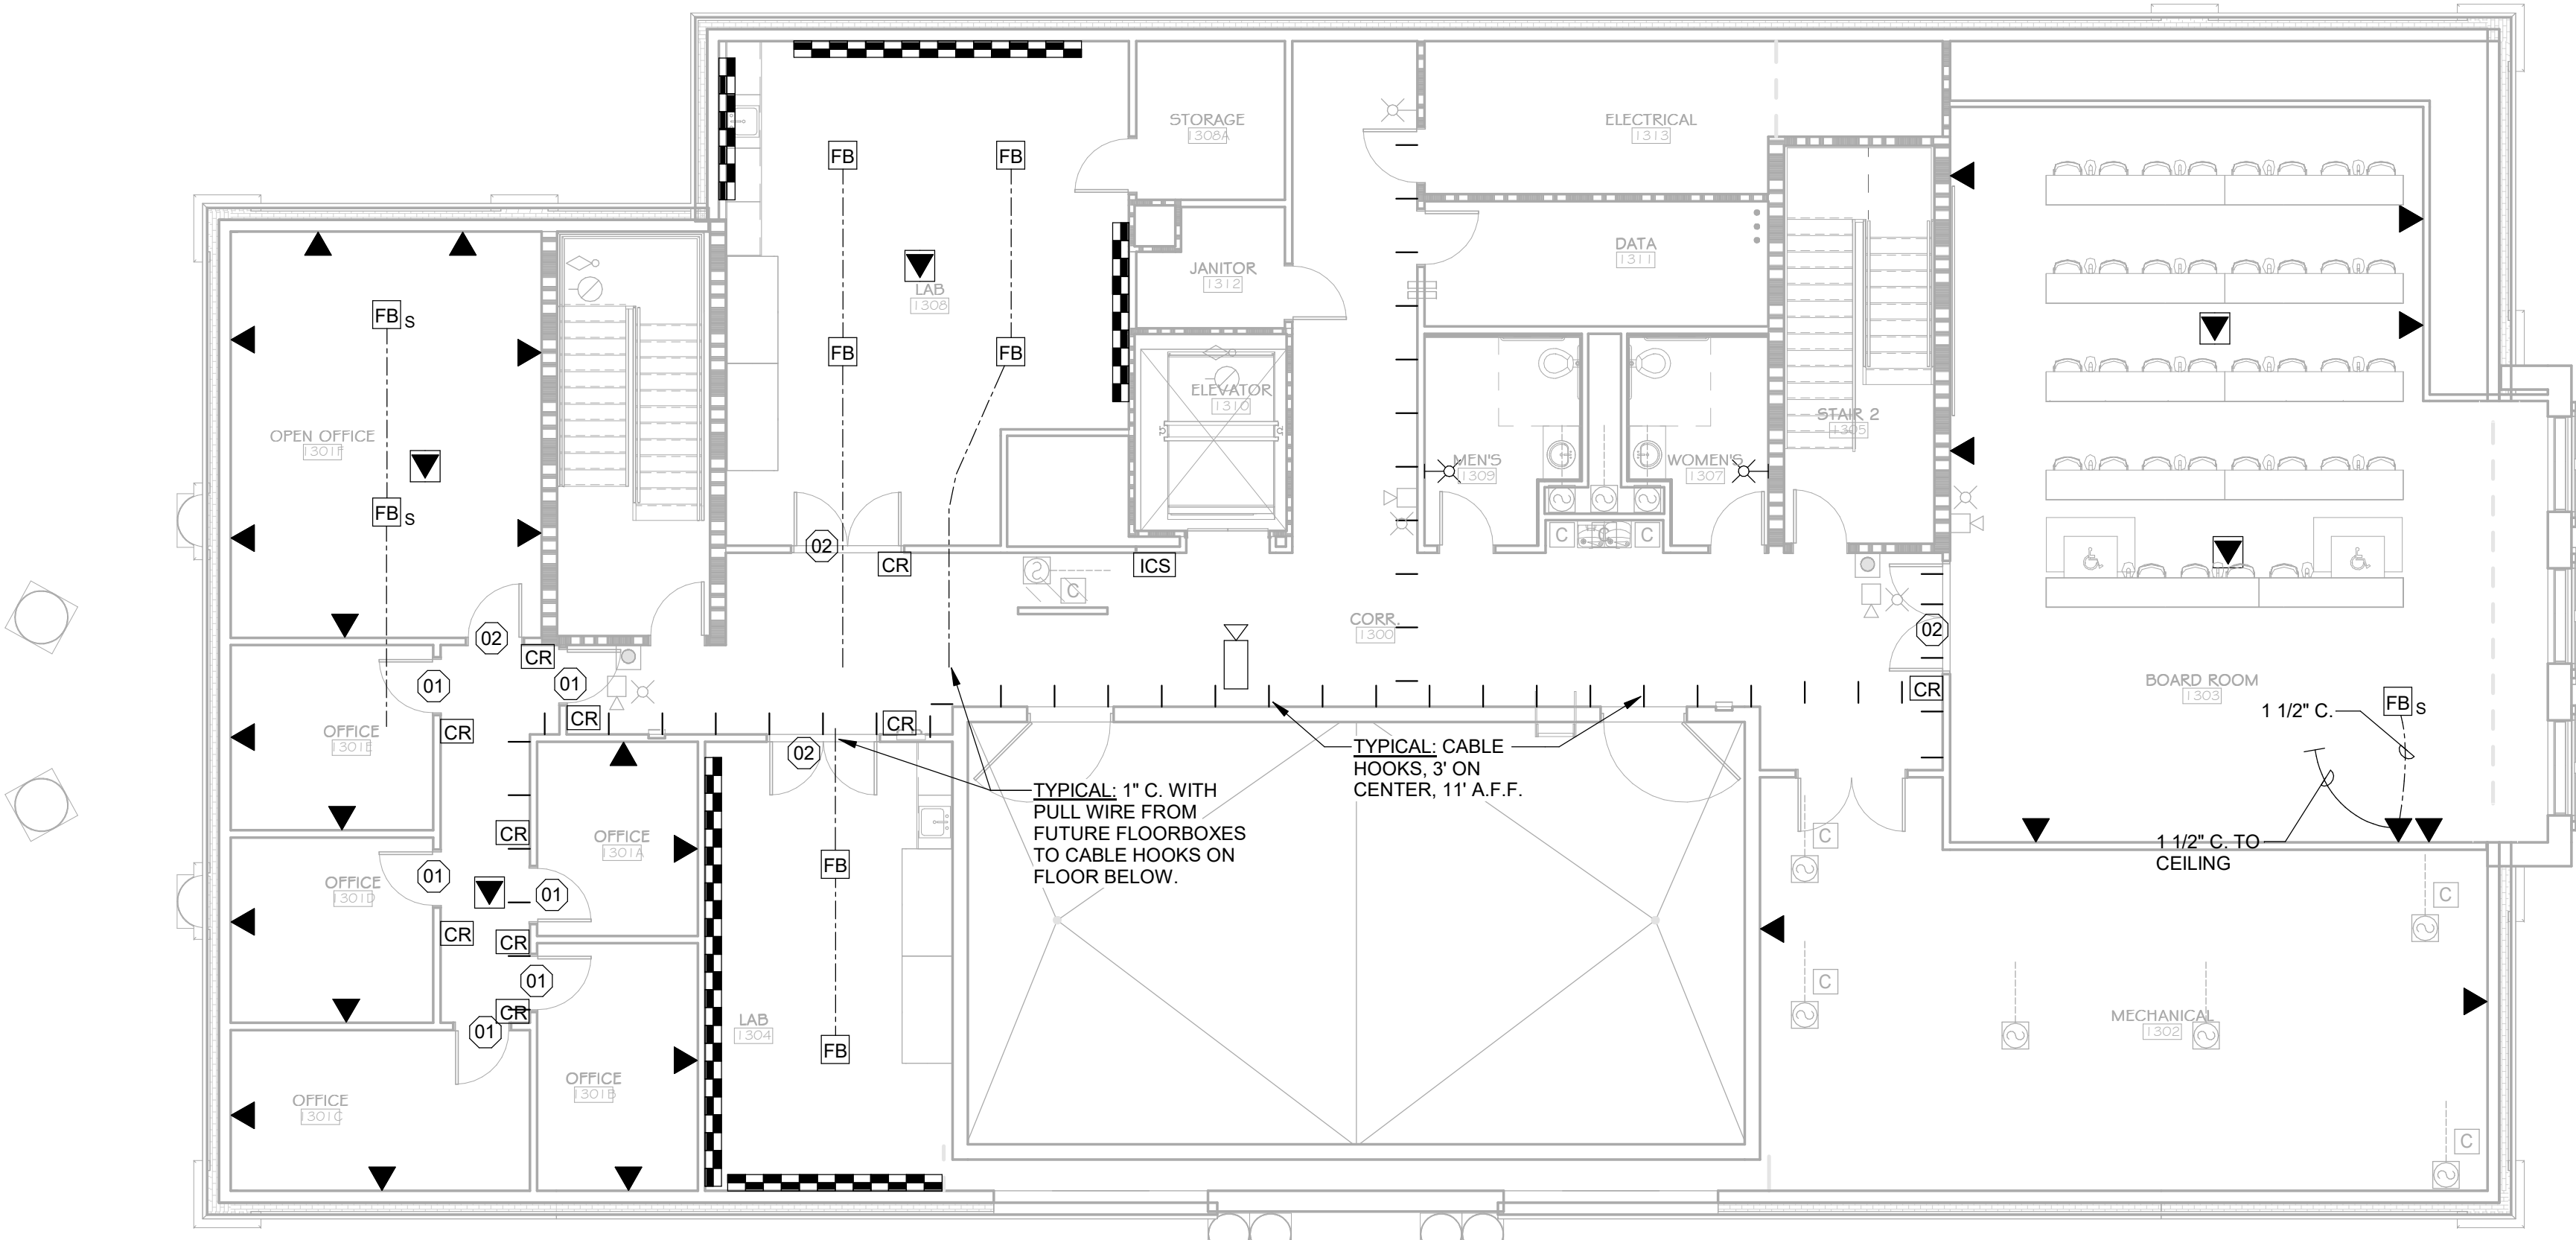 STORAGE
1308A
ELECTRICAL
1313
FB
FB
DATA
1311
JANITOR
1312
LAB
1308
FB S
FB
FB
ELEVATOR
1310
STAIR 2
1305
OPEN OFFICE
1301F
MEN'S
1309
WOMEN'S
1307
FB S
02
CR
ICS
C
C
C
C
CORR.
1300
02
02
CR
01
01
CR
CR
CR
CR
BOARD ROOM
1303
FB S
1 1/2" C.
OFFICE
1301E
02
TYPICAL: CABLE
HOOKS, 3' ON
CENTER, 11' A.F.F.
TYPICAL: 1" C. WITH
PULL WIRE FROM
FUTURE FLOORBOXES
TO CABLE HOOKS ON
FLOOR BELOW.
1 1/2" C. TO
CEILING
CR
OFFICE
1301A
C
FB
OFFICE
1301D
01
01
C
CR
CR
01
C
CR
01
LAB
1304
FB
MECHANICAL
1302
OFFICE
1301B
OFFICE
1301C
C